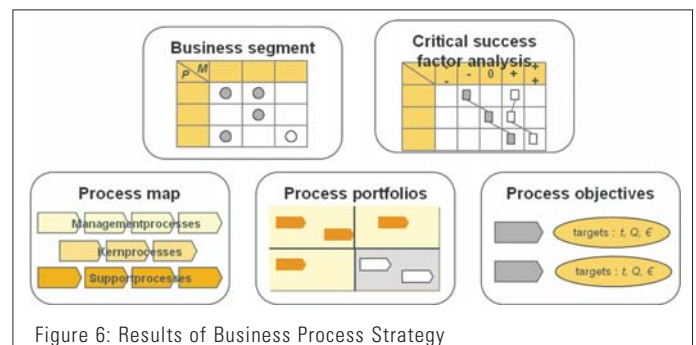 Business segment
P M
Critical success
factor analysis
- - - 0 + + +
Process map
Managementprocesses
Kernprocesses
Supportprocesses
Process portfolios
Process objectives
targets : t, Q, €
targets : t, Q, €
Figure 6: Results of Business Process Strategy